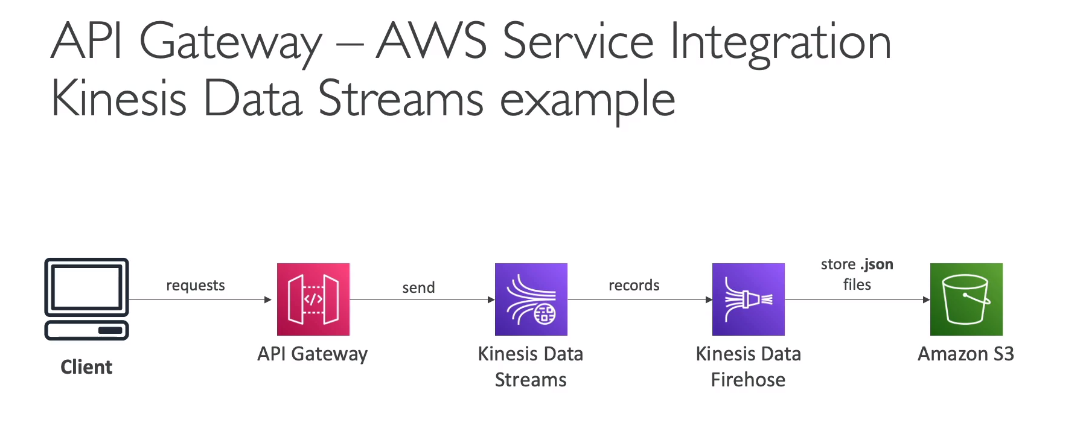 API Gateway – AWS Service Integration
Kinesis Data Streams example
requests
send
records
store .json
files
</>
Client
API Gateway
Kinesis Data
Streams
Kinesis Data
Firehose
Amazon S3